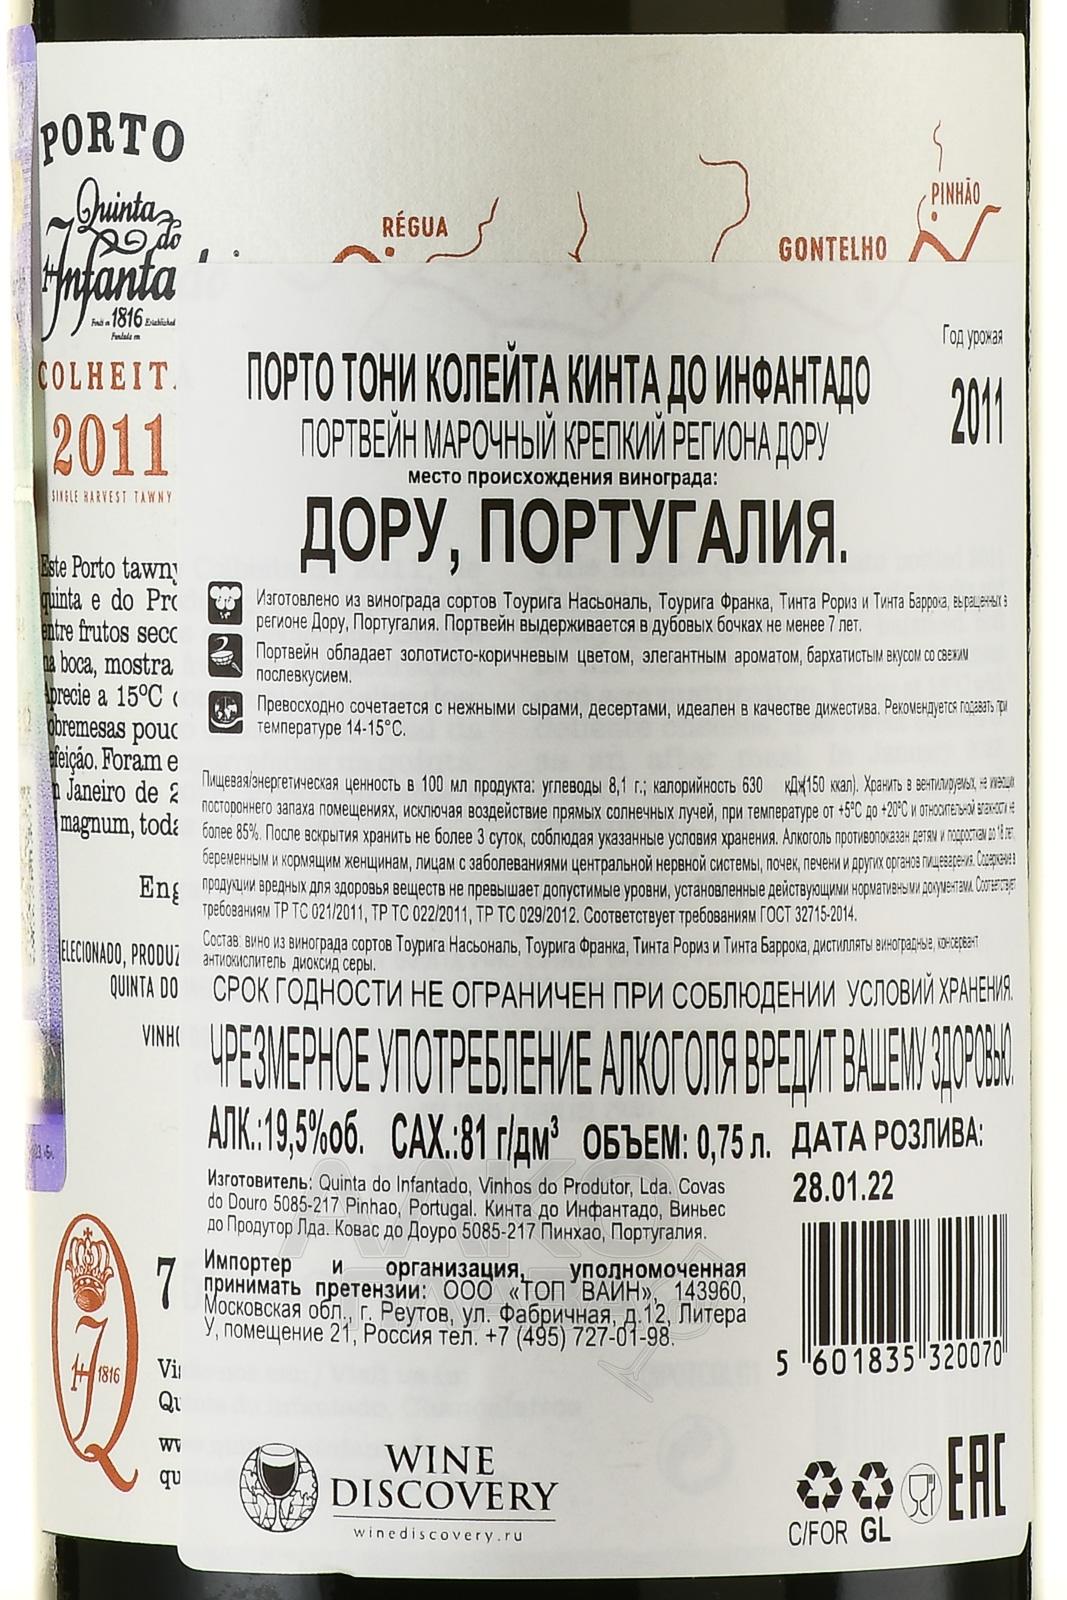 PORTO
Quinta
do
Infantado
1816
RÉGUA
GONTELHO
PINHÃO
COLHEIT
2011
SINGLE HARVEST TAWNY
Este Porto tawny
quinta e do
entre frutos
na boca, mostra
Aprecie a 15ºC
sobremesas
Foram e
Janeiro de
magnum,
QUINTA DO
1816
7
Год урожая
2011
ПОРТО ТОНИ КОЛЕЙТА КИНТА ДО ИНФАНТАДО
ПОРТВЕЙН МАРОЧНЫЙ КРЕПКИЙ РЕГИОНА ДОРУ
место происхождения винограда:
ДОРУ, ПОРТУГАЛИЯ.
Изготовлено из винограда сортов Тоурига Насьональ, Тоурига Франка, Тинта Рориз и Тинта Баррока, выращенных в
регионе Дору, Португалия. Портвейн выдерживается в дубовых бочках не менее 7 лет.
Портвейн обладает золотисто-коричневым цветом, элегантным ароматом, бархатистым вкусом со свежим
послевкусием.
Превосходно сочетается с нежными сырами, десертами, идеален в качестве дижестива. Рекомендуется подавать при
температуре 14-15°С.
Пищевая/энергетическая ценность в 100 мл продукта: углеводы 8,1 г.; калорийность 630 кДж(150 ккал). Хранить в вентилируемых, не имеющих
постороннего запаха помещениях, исключая воздействие прямых солнечных лучей, при температуре от +5°С до +20°С и относительной влажности не
более 85%. После вскрытия хранить не более 3 суток, соблюдая указанные условия хранения. Алкоголь противопоказан детям и подросткам до 18 лет,
беременным и кормящим женщинам, лицам с заболеваниями центральной нервной системы, почек, печени и других органов пищеварения. Содержание в
продукции вредных для здоровья веществ не превышает допустимые уровни, установленные действующими нормативными документами. Соответствует
требованиям ТР ТС 021/2011, ТР ТС 022/2011, ТР ТС 029/2012. Соответствует требованиям ГОСТ 32715-2014.
Состав: вино из винограда сортов Тоурига Насьональ, Тоурига Франка, Тинта Рориз и Тинта Баррока, дистилляты виноградные, консервант
антиокислитель диоксид серы.
СРОК ГОДНОСТИ НЕ ОГРАНИЧЕН ПРИ СОБЛЮДЕНИИ УСЛОВИЙ ХРАНЕНИЯ.
ЧРЕЗМЕРНОЕ УПОТРЕБЛЕНИЕ АЛКОГОЛЯ ВРЕДИТ ВАШЕМУ ЗДОРОВЬЮ.
АЛК.:19,5%об. САХ.:81 г/дм³ ОБЪЕМ: 0,75 л. ДАТА РОЗЛИВА:
28.01.22
Изготовитель: Quinta do Infantado, Vinhos do Produtor, Lda. Covas
do Douro 5085-217 Pinhao, Portugal. Кинта до Инфантадо, Виньес
до Продутор Лда. Ковас до Доуро 5085-217 Пинхао, Португалия.
Импортер и организация, уполномоченная
принимать претензии: ООО «ТОП ВАЙН», 143960,
Московская обл., г. Реутов, ул. Фабричная, д.12, Литера
У, помещение 21, Россия тел. +7 (495) 727-01-98.
5 601835 320070
WINE
DISCOVERY
winediscovery.ru
C/FOR GL
EAC